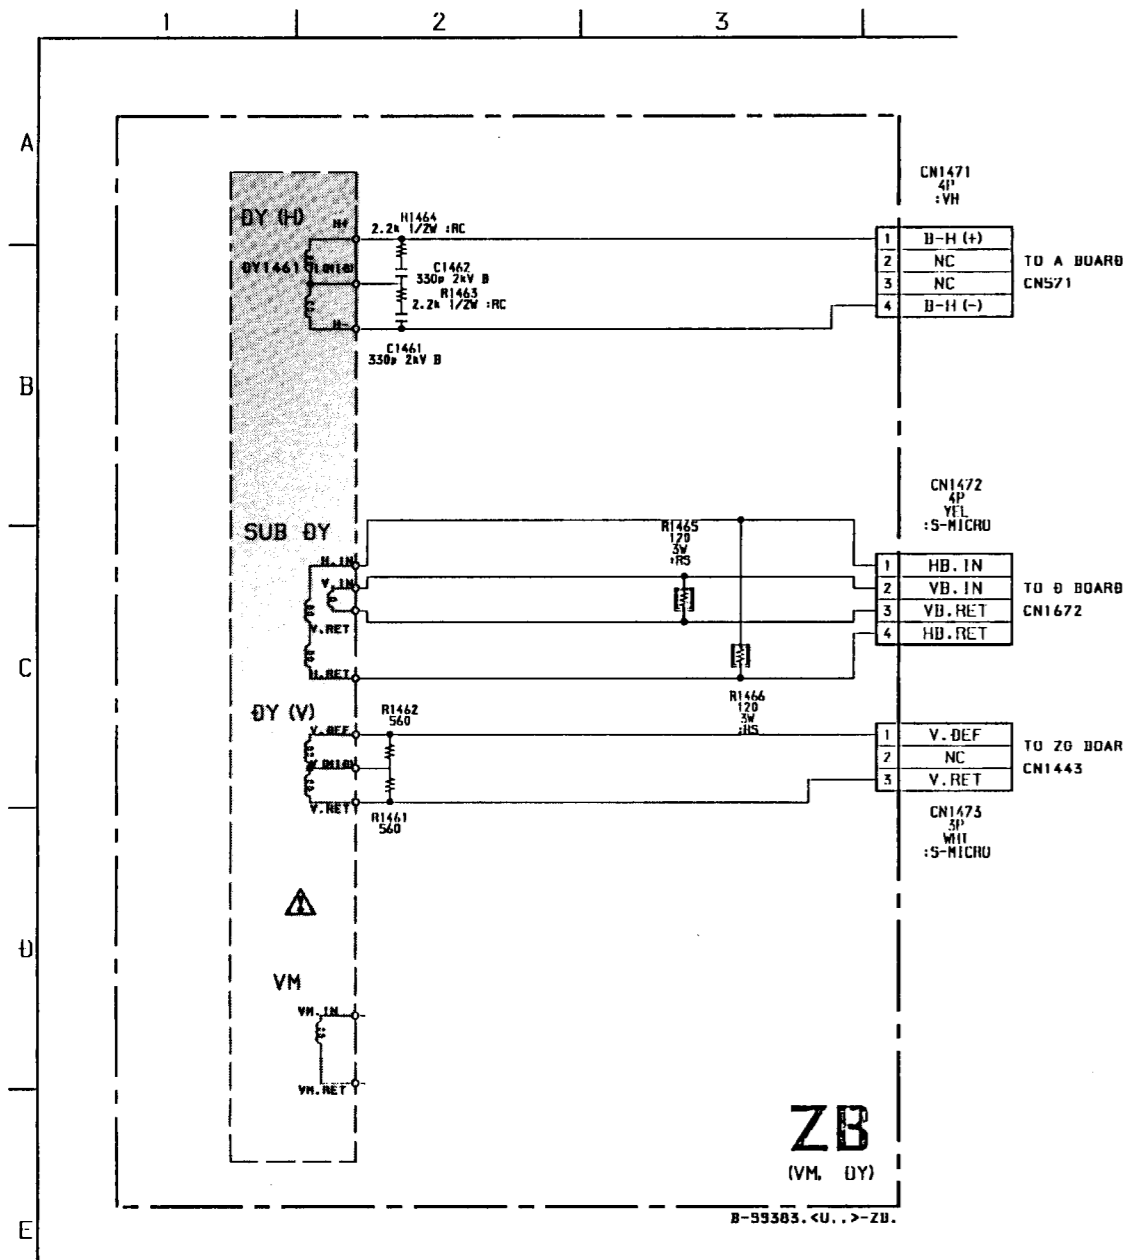 1 2 3
A
B
C
D
E
DY (H)
H+
DY1461
H-
R1464
2.2k 1/2W :RC
C1462
330p 2kV B
R1463
2.2k 1/2W :RC
C1461
330p 2kV B
CN1471
4P
:VH
1 B-H (+)
2 NC
3 NC
4 B-H (-)
TO A BOARD
CN571
SUB DY
H.IN
V.IN
V.RET
H.RET
R1465
120
3W
:RS
R1466
120
3W
:RS
CN1472
4P
YEL
:S-MICRO
1 HB.IN
2 VB.IN
3 VB.RET
4 HB.RET
TO D BOARD
CN1672
DY (V)
V.DEF
V.RET
R1462
560
R1461
560
1 V.DEF
2 NC
3 V.RET
TO ZG BOAR
CN1443
CN1473
3P
WHT
:S-MICRO
VM
VM.IN
VM.RET
ZB
(VM, DY)
B-99383.<U..>-ZB.